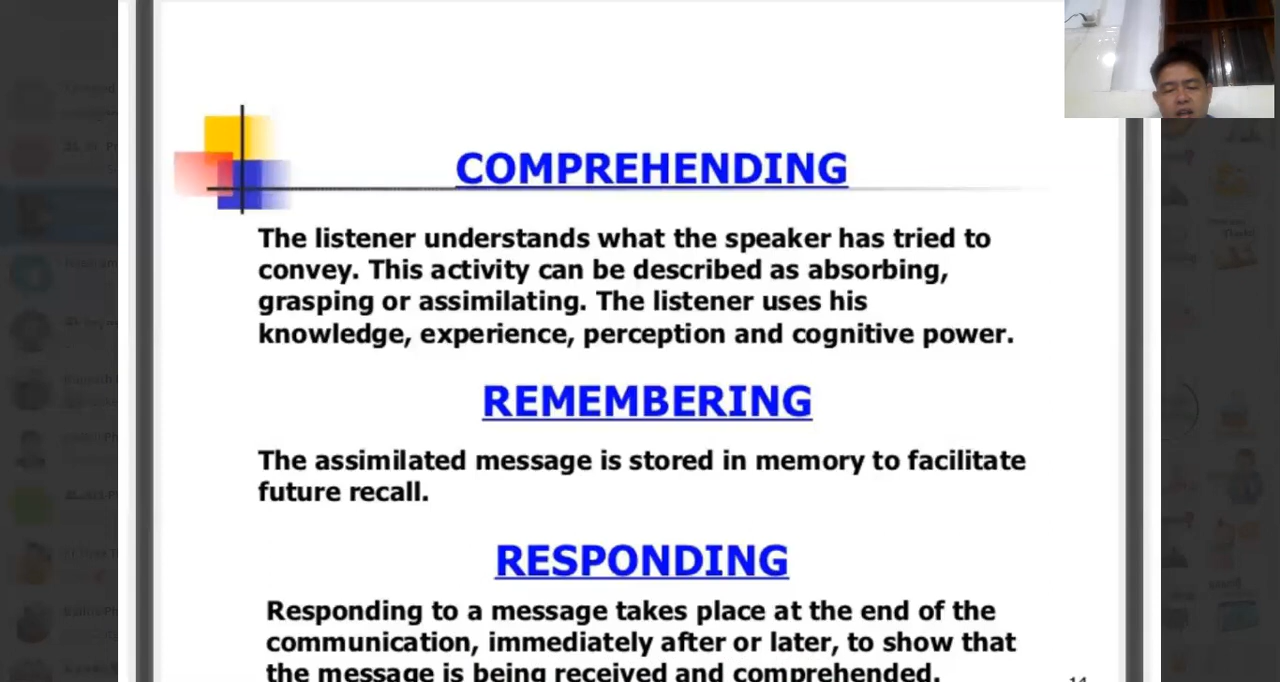 COMPREHENDING
The listener understands what the speaker has tried to
convey. This activity can be described as absorbing,
grasping or assimilating. The listener uses his
knowledge, experience, perception and cognitive power.
REMEMBERING
The assimilated message is stored in memory to facilitate
future recall.
RESPONDING
Responding to a message takes place at the end of the
communication, immediately after or later, to show that
the message is being received and comprehended.